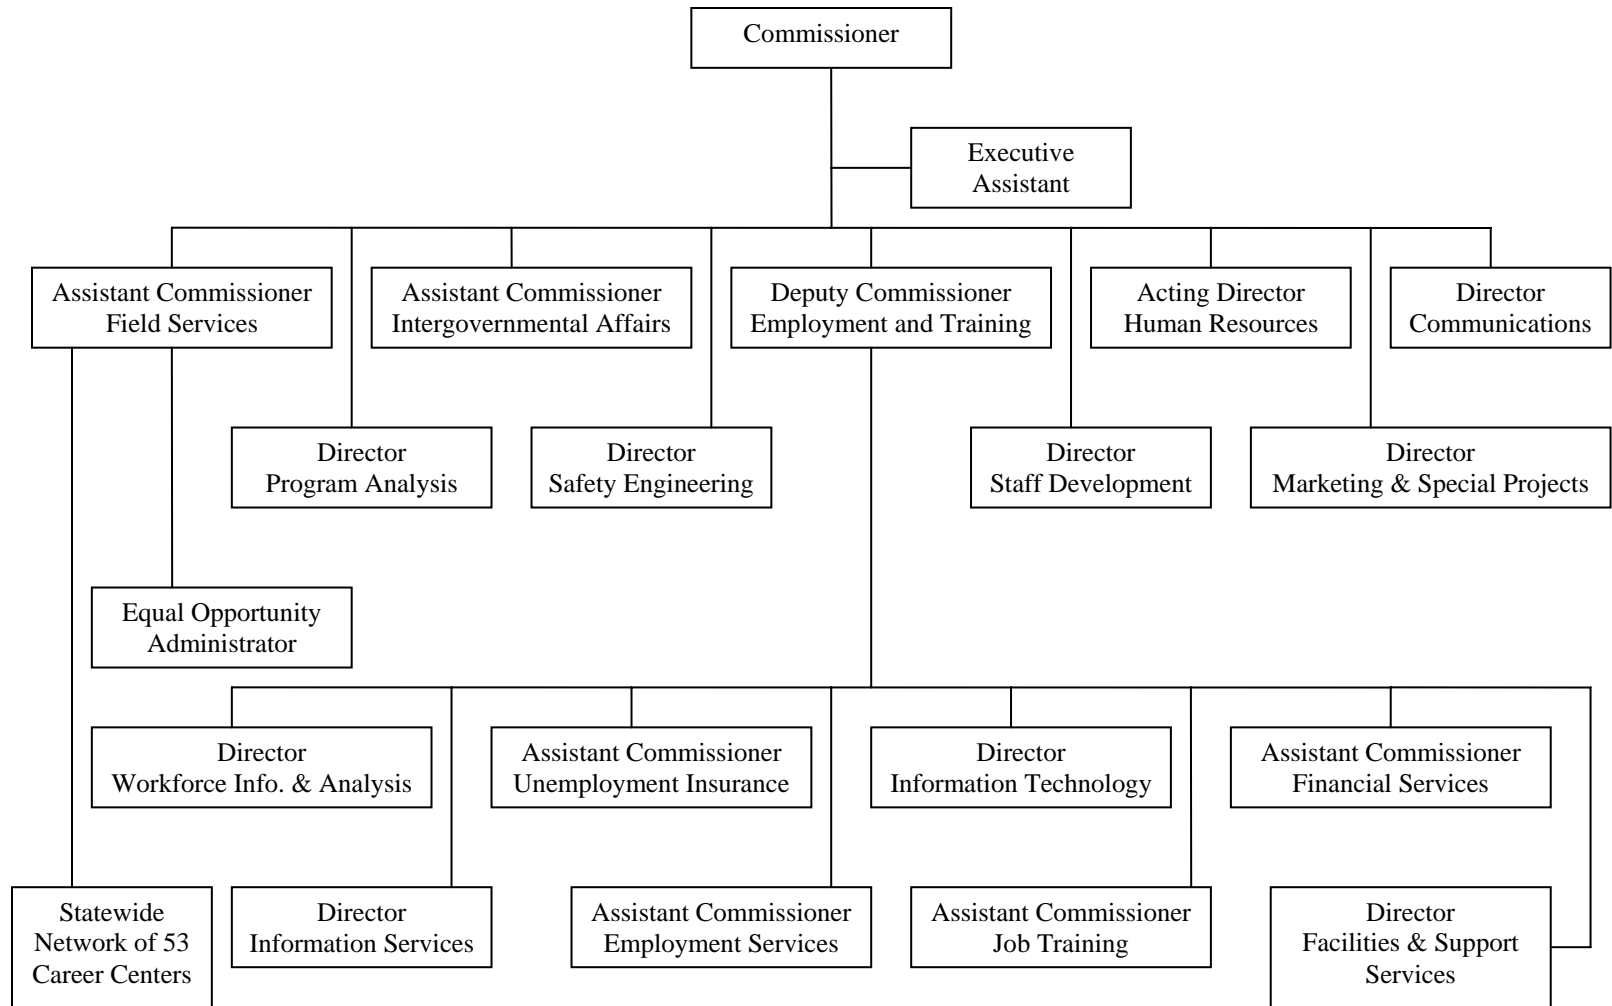 Commissioner
Executive
Assistant
Assistant Commissioner
Field Services
Assistant Commissioner
Intergovernmental Affairs
Deputy Commissioner
Employment and Training
Acting Director
Human Resources
Director
Communications
Director
Program Analysis
Director
Safety Engineering
Director
Staff Development
Director
Marketing & Special Projects
Equal Opportunity
Administrator
Director
Workforce Info. & Analysis
Assistant Commissioner
Unemployment Insurance
Director
Information Technology
Assistant Commissioner
Financial Services
Statewide
Network of 53
Career Centers
Director
Information Services
Assistant Commissioner
Employment Services
Assistant Commissioner
Job Training
Director
Facilities & Support
Services